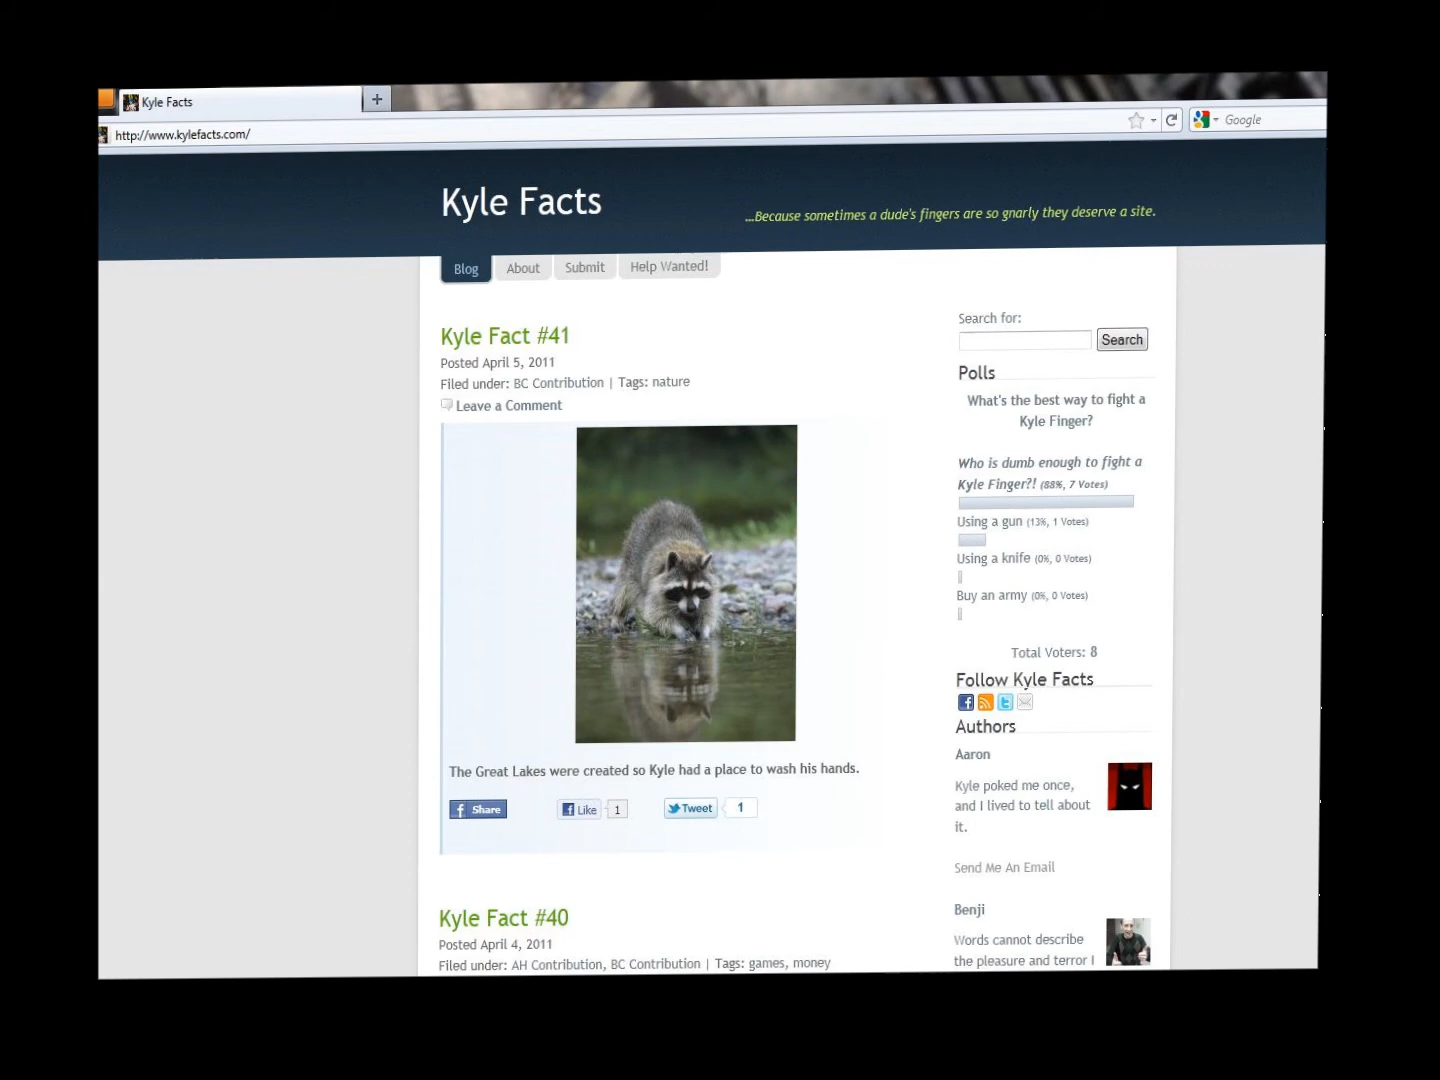 Kyle Facts
http://www.kylefacts.com/
Google
Kyle Facts
...Because sometimes a dude's fingers are so gnarly they deserve a site.
Blog
About
Submit
Help Wanted!
Kyle Fact #41
Posted April 5, 2011
Filed under: BC Contribution | Tags: nature
Leave a Comment
The Great Lakes were created so Kyle had a place to wash his hands.
Share
Like
1
Tweet
1
Kyle Fact #40
Posted April 4, 2011
Filed under: AH Contribution, BC Contribution | Tags: games, money
Search for:
Search
Polls
What's the best way to fight a
Kyle Finger?
Who is dumb enough to fight a
Kyle Finger?! (88%, 7 Votes)
Using a gun (13%, 1 Votes)
Using a knife (0%, 0 Votes)
Buy an army (0%, 0 Votes)
Total Voters: 8
Follow Kyle Facts
Authors
Aaron
Kyle poked me once,
and I lived to tell about
it.
Send Me An Email
Benji
Words cannot describe
the pleasure and terror I